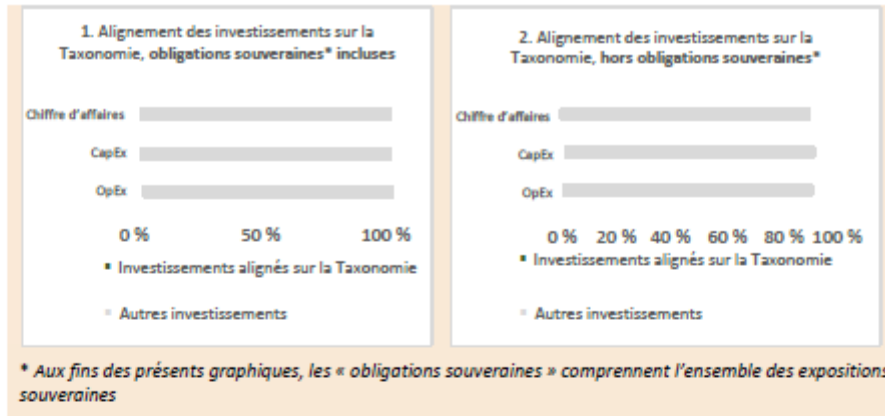 1. Alignement des investissements sur la
Taxonomie, obligations souveraines* incluses
Chiffre d'affaires
CapEx
OpEx
0 % 50 % 100 %
Investissements alignés sur la Taxonomie
Autres investissements
2. Alignement des investissements sur la
Taxonomie, hors obligations souveraines*
Chiffre d'affaires
CapEx
OpEx
0 % 20 % 40 % 60 % 80 % 100 %
Investissements alignés sur la Taxonomie
Autres investissements
* Aux fins des présents graphiques, les « obligations souveraines » comprennent l'ensemble des expositions
souveraines